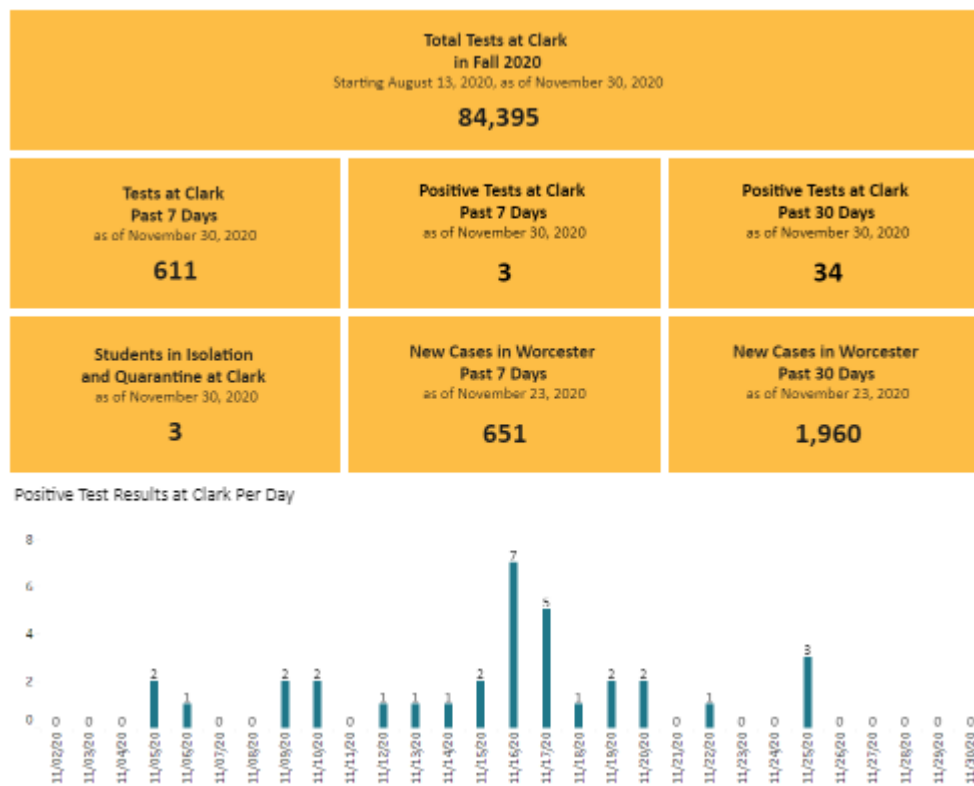 Total Tests at Clark
in Fall 2020
Starting August 13, 2020, as of November 30, 2020
84,395
Tests at Clark
Past 7 Days
as of November 30, 2020
611
Positive Tests at Clark
Past 7 Days
as of November 30, 2020
3
Positive Tests at Clark
Past 30 Days
as of November 30, 2020
34
Students in Isolation
and Quarantine at Clark
as of November 30, 2020
3
New Cases in Worcester
Past 7 Days
as of November 23, 2020
651
New Cases in Worcester
Past 30 Days
as of November 23, 2020
1,960
Positive Test Results at Clark Per Day
8
6
4
2
0
0 0 0 2 1 0 0 2 2 0 1 1 1 2 7 5 1 2 2 0 1 0 0 3 0 0 0 0 0
11/02/20
11/03/20
11/04/20
11/05/20
11/06/20
11/07/20
11/08/20
11/09/20
11/10/20
11/11/20
11/12/20
11/13/20
11/14/20
11/15/20
11/16/20
11/17/20
11/18/20
11/19/20
11/20/20
11/21/20
11/22/20
11/23/20
11/24/20
11/25/20
11/26/20
11/27/20
11/28/20
11/29/20
11/30/20